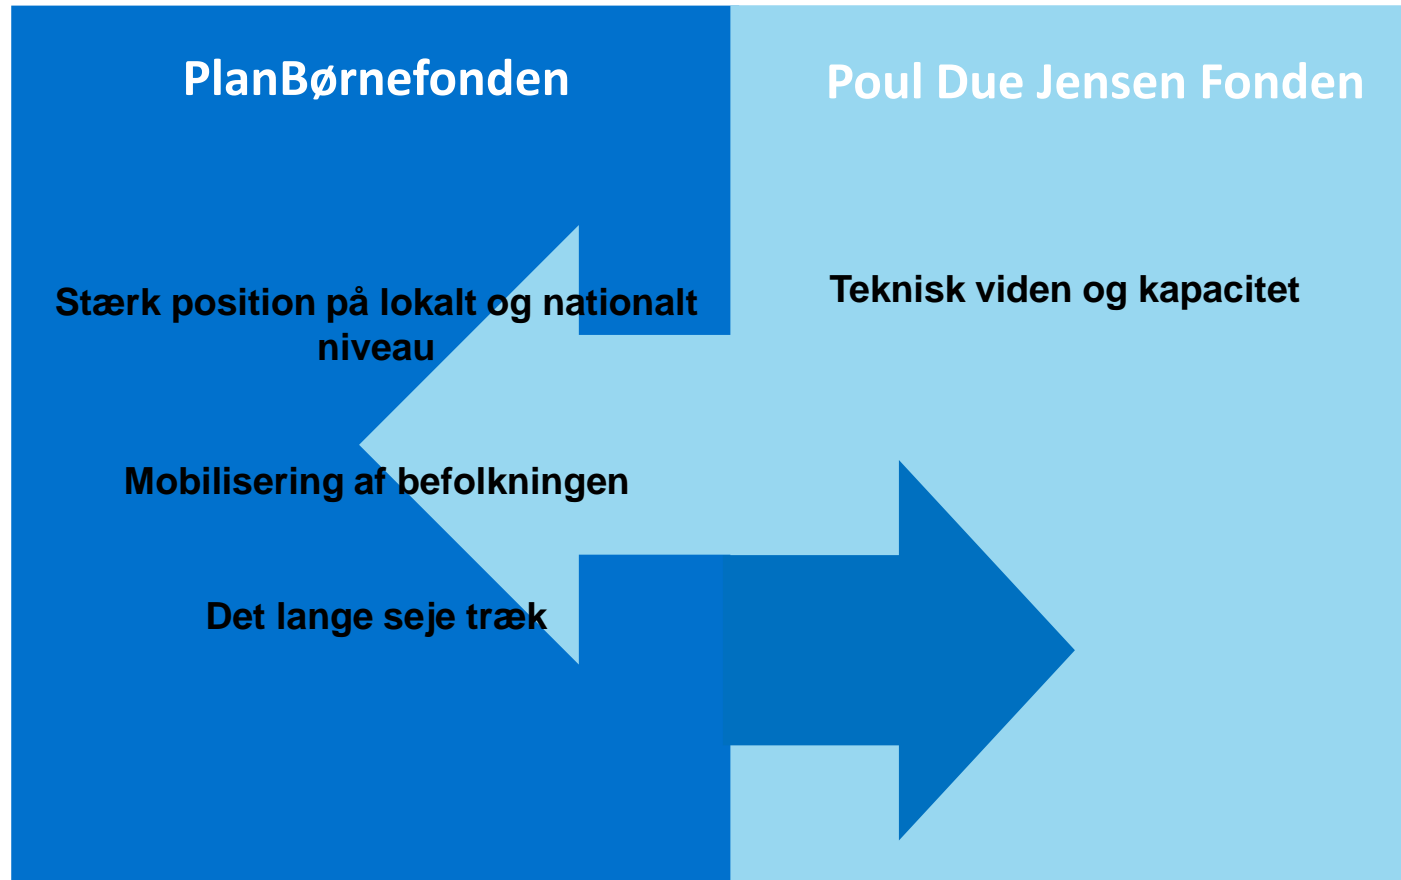 PlanBørnefonden
Stærk position på lokalt og nationalt
niveau
Mobilisering af befolkningen
Det lange seje træk
Poul Due Jensen Fonden
Teknisk viden og kapacitet